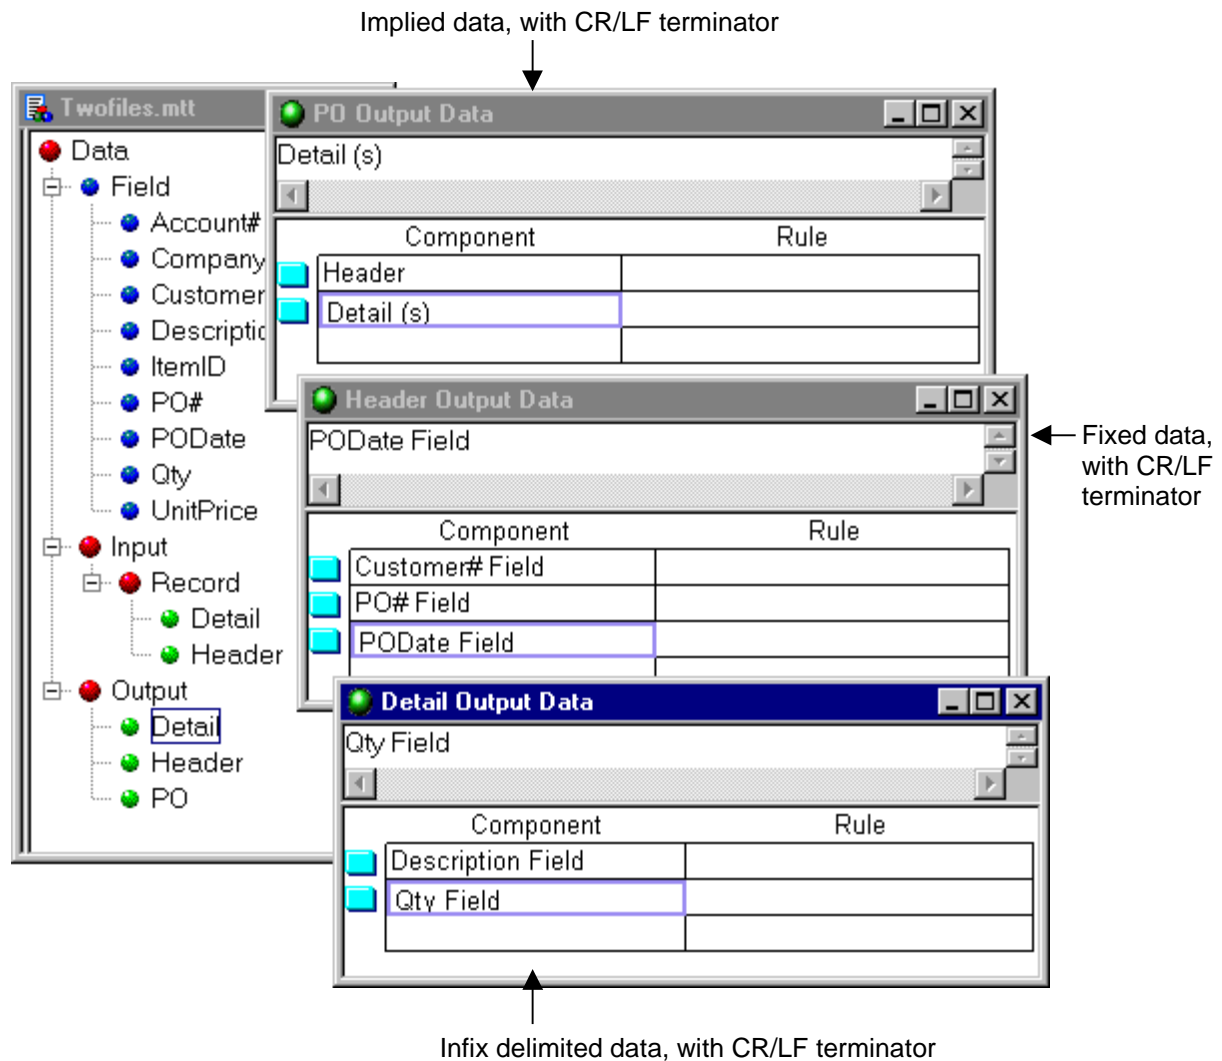 Implied data, with CR/LF terminator
Twofiles.mtt
Data
Field
Account#
Company
Customer
Descriptic
ItemID
PO#
PODate
Qty
UnitPrice
Input
Record
Detail
Header
Output
Detail
Header
PO
PO Output Data
Detail (s)
Component Rule
Header
Detail (s)
Header Output Data
PODate Field
Component Rule
Customer# Field
PO# Field
PODate Field
Fixed data,
with CR/LF
terminator
Detail Output Data
Qty Field
Component Rule
Description Field
Qty Field
Infix delimited data, with CR/LF terminator